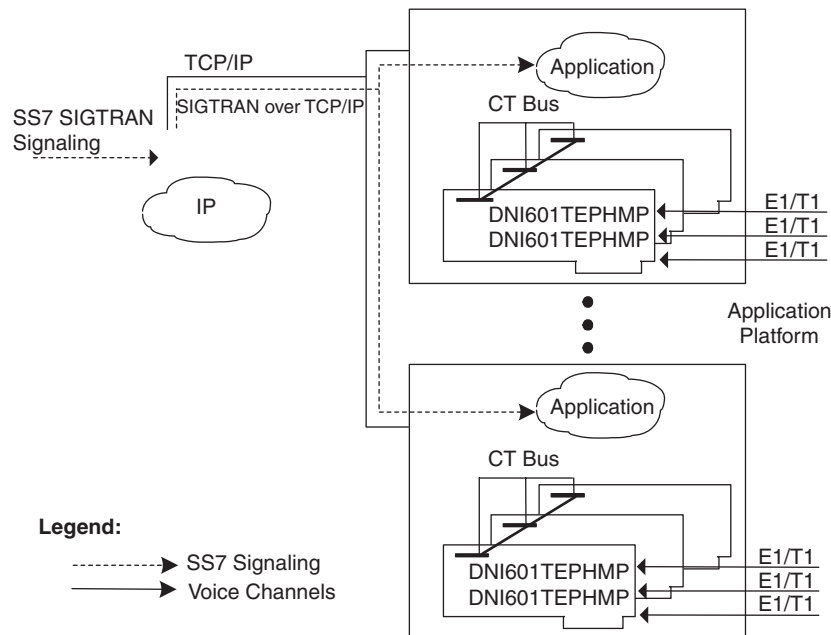 TCP/IP
SIGTRAN over TCP/IP
SS7 SIGTRAN
Signaling
IP
Application
CT Bus
DNI601TEPHMP
DNI601TEPHMP
E1/T1
E1/T1
E1/T1
Application
Platform
Application
CT Bus
DNI601TEPHMP
DNI601TEPHMP
E1/T1
E1/T1
E1/T1
Legend:
SS7 Signaling
Voice Channels